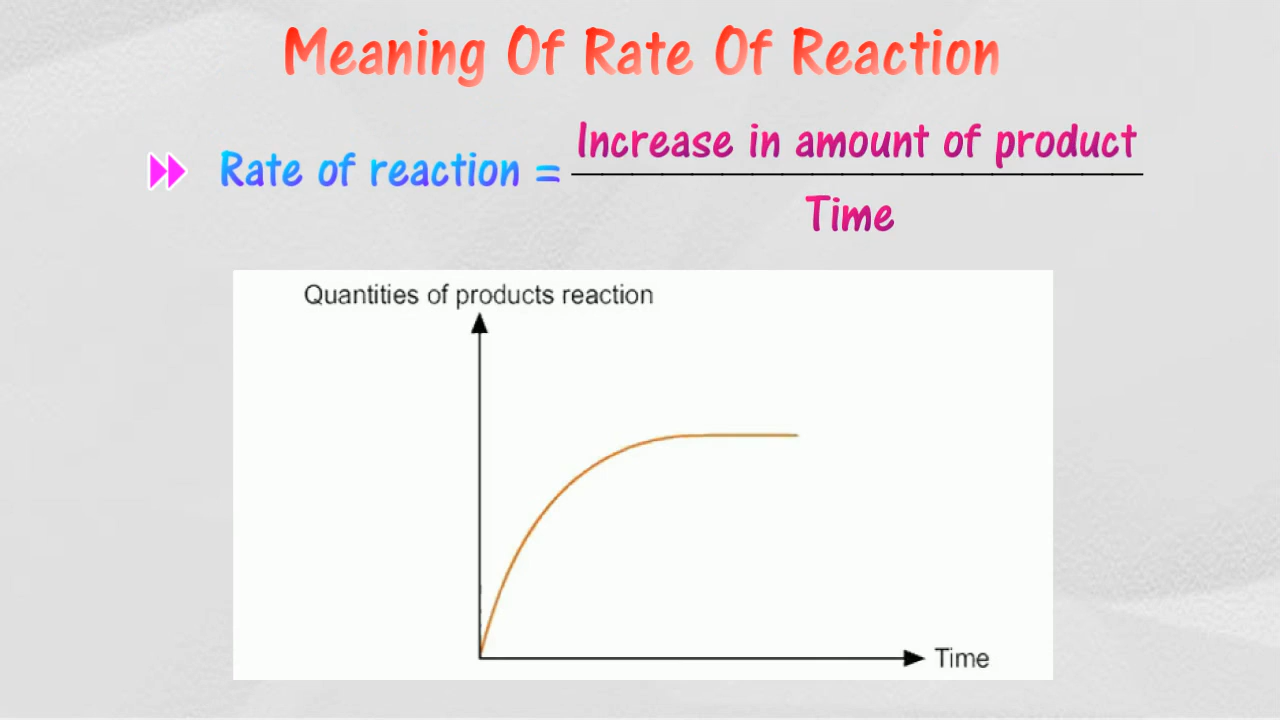 Meaning Of Rate Of Reaction
Rate of reaction = Increase in amount of product
Time
Quantities of products reaction
Time